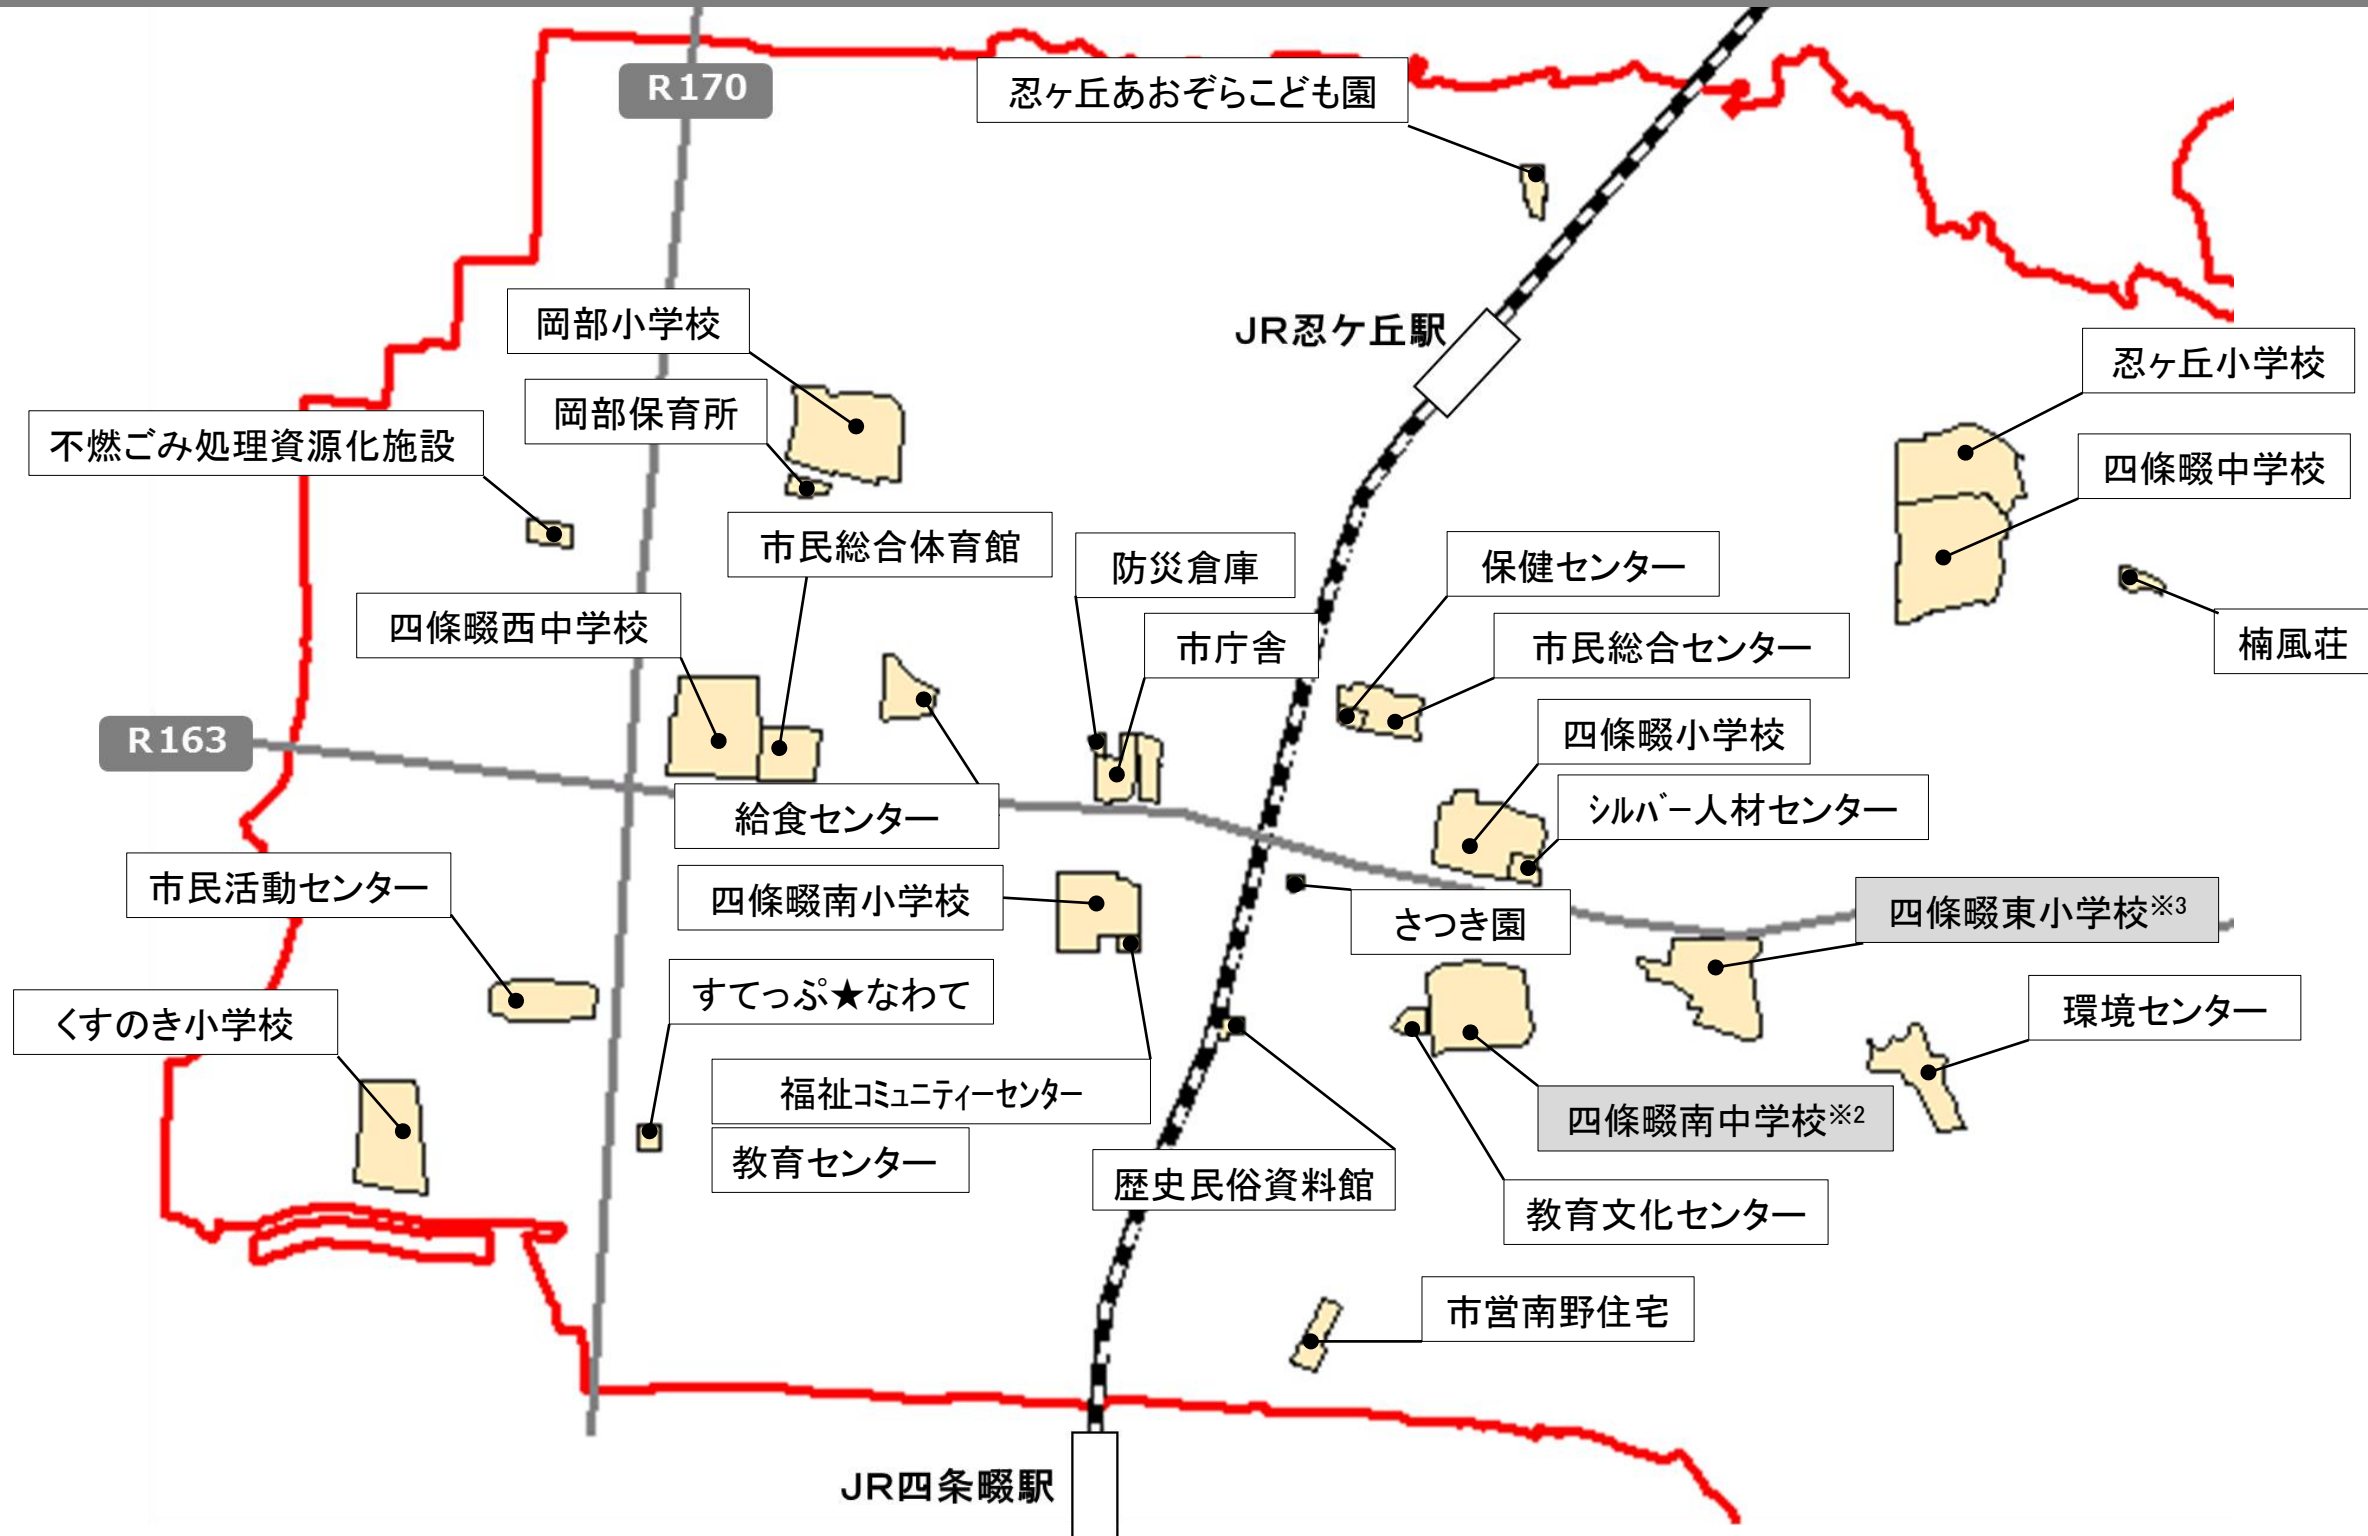 R170
忍ヶ丘あおぞらこども園
岡部小学校
JR忍ケ丘駅
忍ヶ丘小学校
岡部保育所
不燃ごみ処理資源化施設
四條畷中学校
市民総合体育館
防災倉庫
保健センター
四條畷西中学校
市庁舎
市民総合センター
楠風荘
R163
四條畷小学校
給食センター
ｼﾙﾊﾞｰ人材センター
市民活動センター
四條畷南小学校
さつき園
四條畷東小学校※3
すてっぷ★なわて
くすのき小学校
環境センター
福祉ｺﾐｭﾆﾃｨｰｾﾝﾀｰ
四條畷南中学校※2
教育センター
歴史民俗資料館
教育文化センター
市営南野住宅
JR四条畷駅